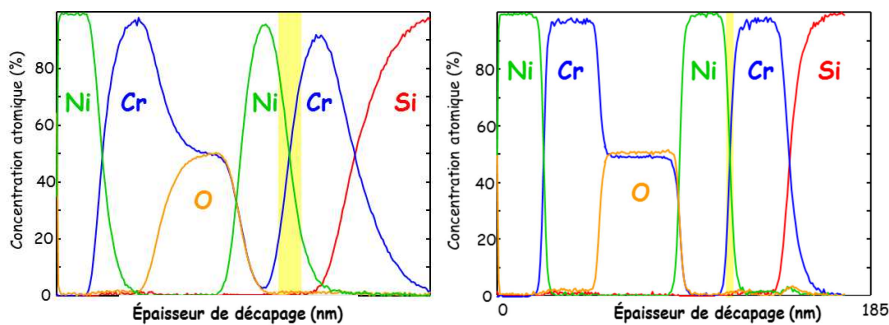 Concentration atomique (%)
80
60
40
20
0
Ni
Cr
O
Ni
Cr
Si
Épaisseur de décapage (nm)
Concentration atomique (%)
80
60
40
20
0
Ni
Cr
O
Ni
Cr
Si
0
185
Épaisseur de décapage (nm)